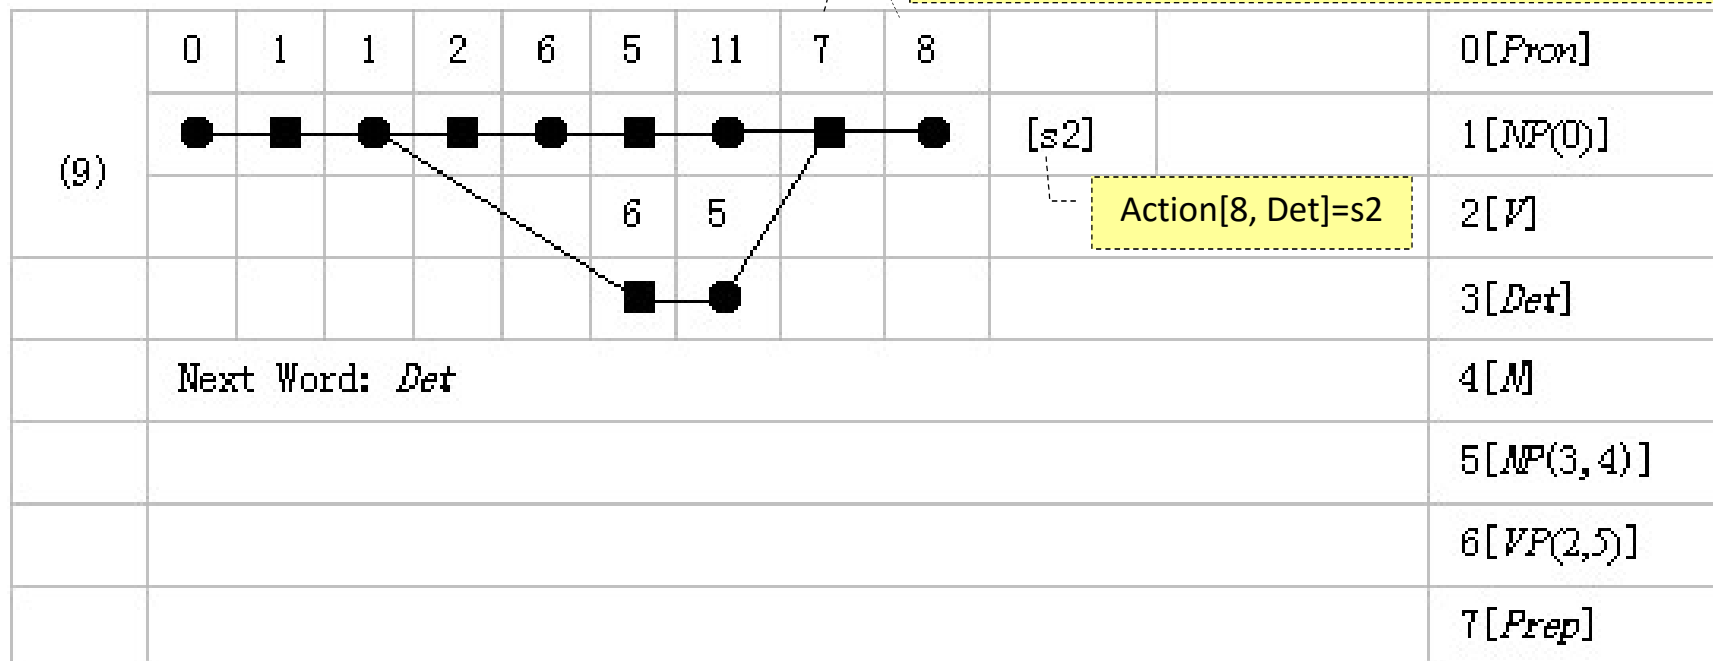 0 1 1 2 6 5 11 7 8 0[Pron]
(9) [s2] 1[NP(0)]
6 5 Action[8, Det]=s2 2[V]
3[Det]
Next Word: Det 4[N]
5[NP(3,4)]
6[VP(2,5)]
7[Prep]